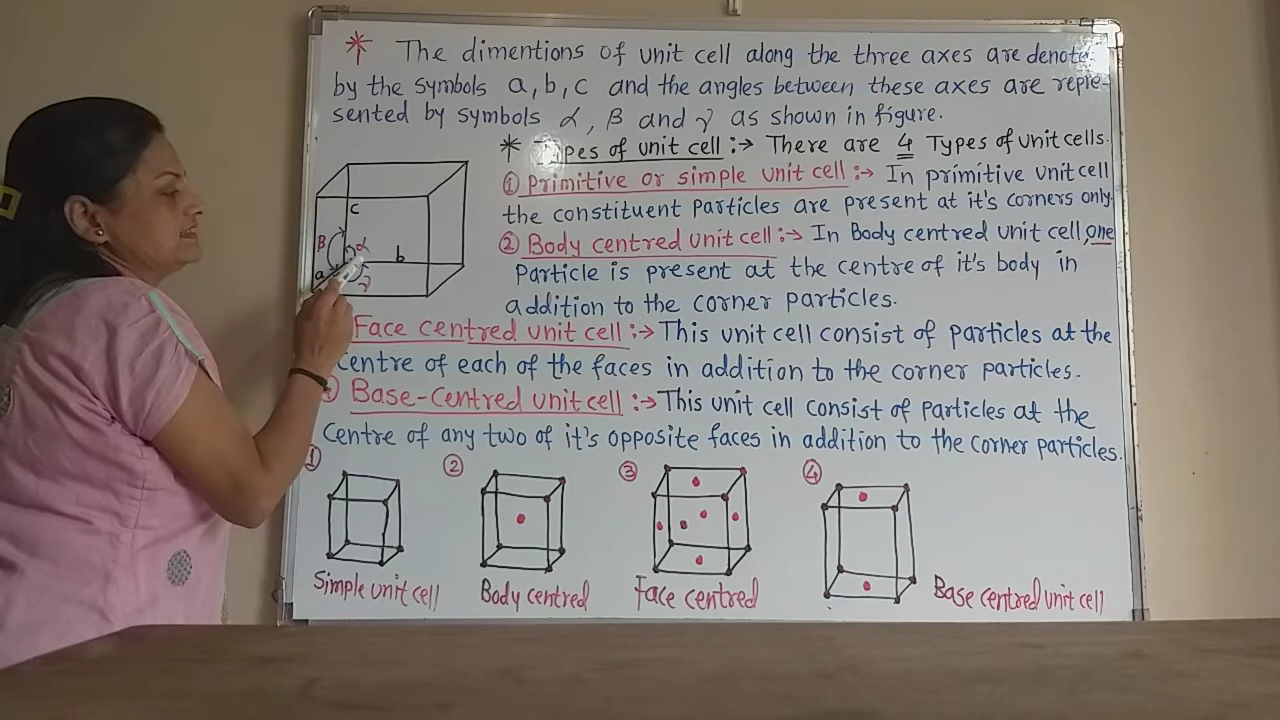 * The dimentions of unit cell along the three axes are denote
by the symbols a, b, c and the angles between these axes are repre-
sented by symbols α, β and γ as shown in figure.
* Types of unit cell :→ There are 4 Types of unit cells.
① Primitive or simple unit cell :→ In primitive unit cell
the constituent particles are present at it's corners only.
② Body centred unit cell :→ In Body centred unit cell, one
particle is present at the centre of it's body in
addition to the corner particles.
Face centred unit cell :→ This unit cell consist of particles at the
centre of each of the faces in addition to the corner particles.
Base-centred unit cell :→ This unit cell consist of particles at the
centre of any two of it's opposite faces in addition to the corner particles.
c
β α b
a γ
① ② ③ ④
Simple unit cell Body centred Face centred Base centred unit cell